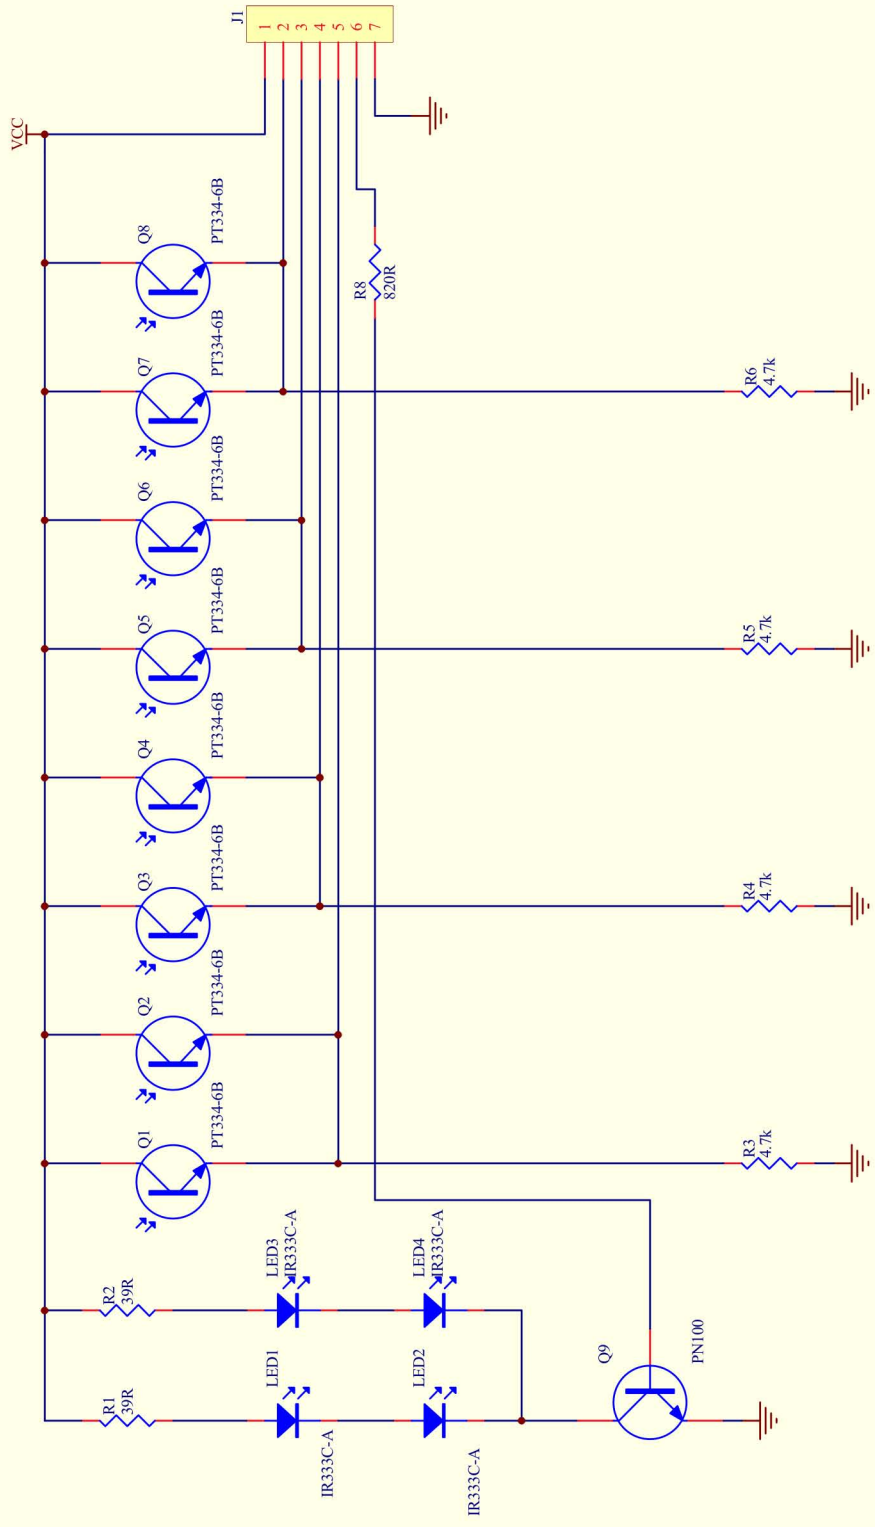 J1
1
2
3
4
5
6
7
VCC
Q8
PT334-6B
R8
820R
Q7
PT334-6B
R6
4.7k
Q6
PT334-6B
Q5
PT334-6B
R5
4.7k
Q4
PT334-6B
Q3
PT334-6B
R4
4.7k
Q2
PT334-6B
Q1
PT334-6B
R3
4.7k
R2
39R
LED3
IR333C-A
LED4
IR333C-A
R1
39R
LED1
IR333C-A
LED2
IR333C-A
Q9
PN100